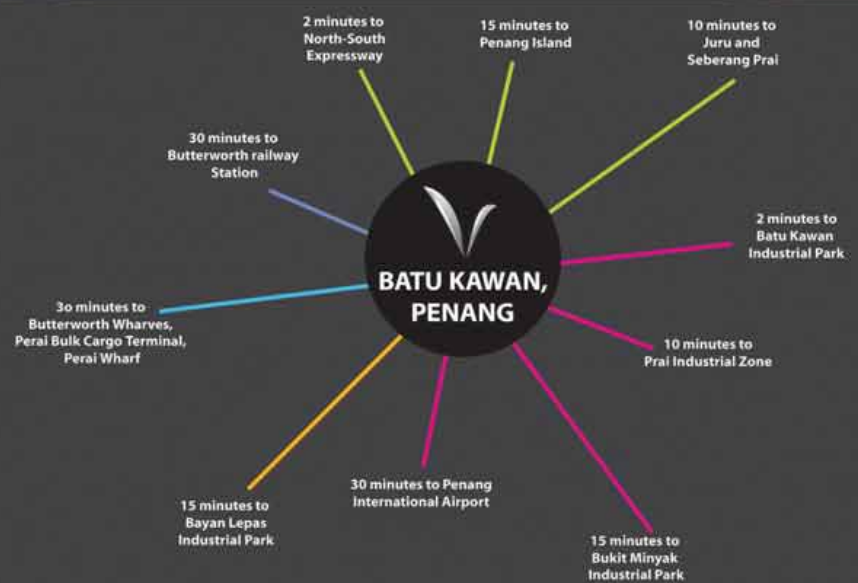 2 minutes to
North-South
Expressway
15 minutes to
Penang Island
10 minutes to
Juru and
Seberang Prai
30 minutes to
Butterworth railway
Station
2 minutes to
Batu Kawan
Industrial Park
BATU KAWAN,
PENANG
3o minutes to
Butterworth Wharves,
Perai Bulk Cargo Terminal,
Perai Wharf
10 minutes to
Prai Industrial Zone
30 minutes to Penang
International Airport
15 minutes to
Bayan Lepas
Industrial Park
15 minutes to
Bukit Minyak
Industrial Park